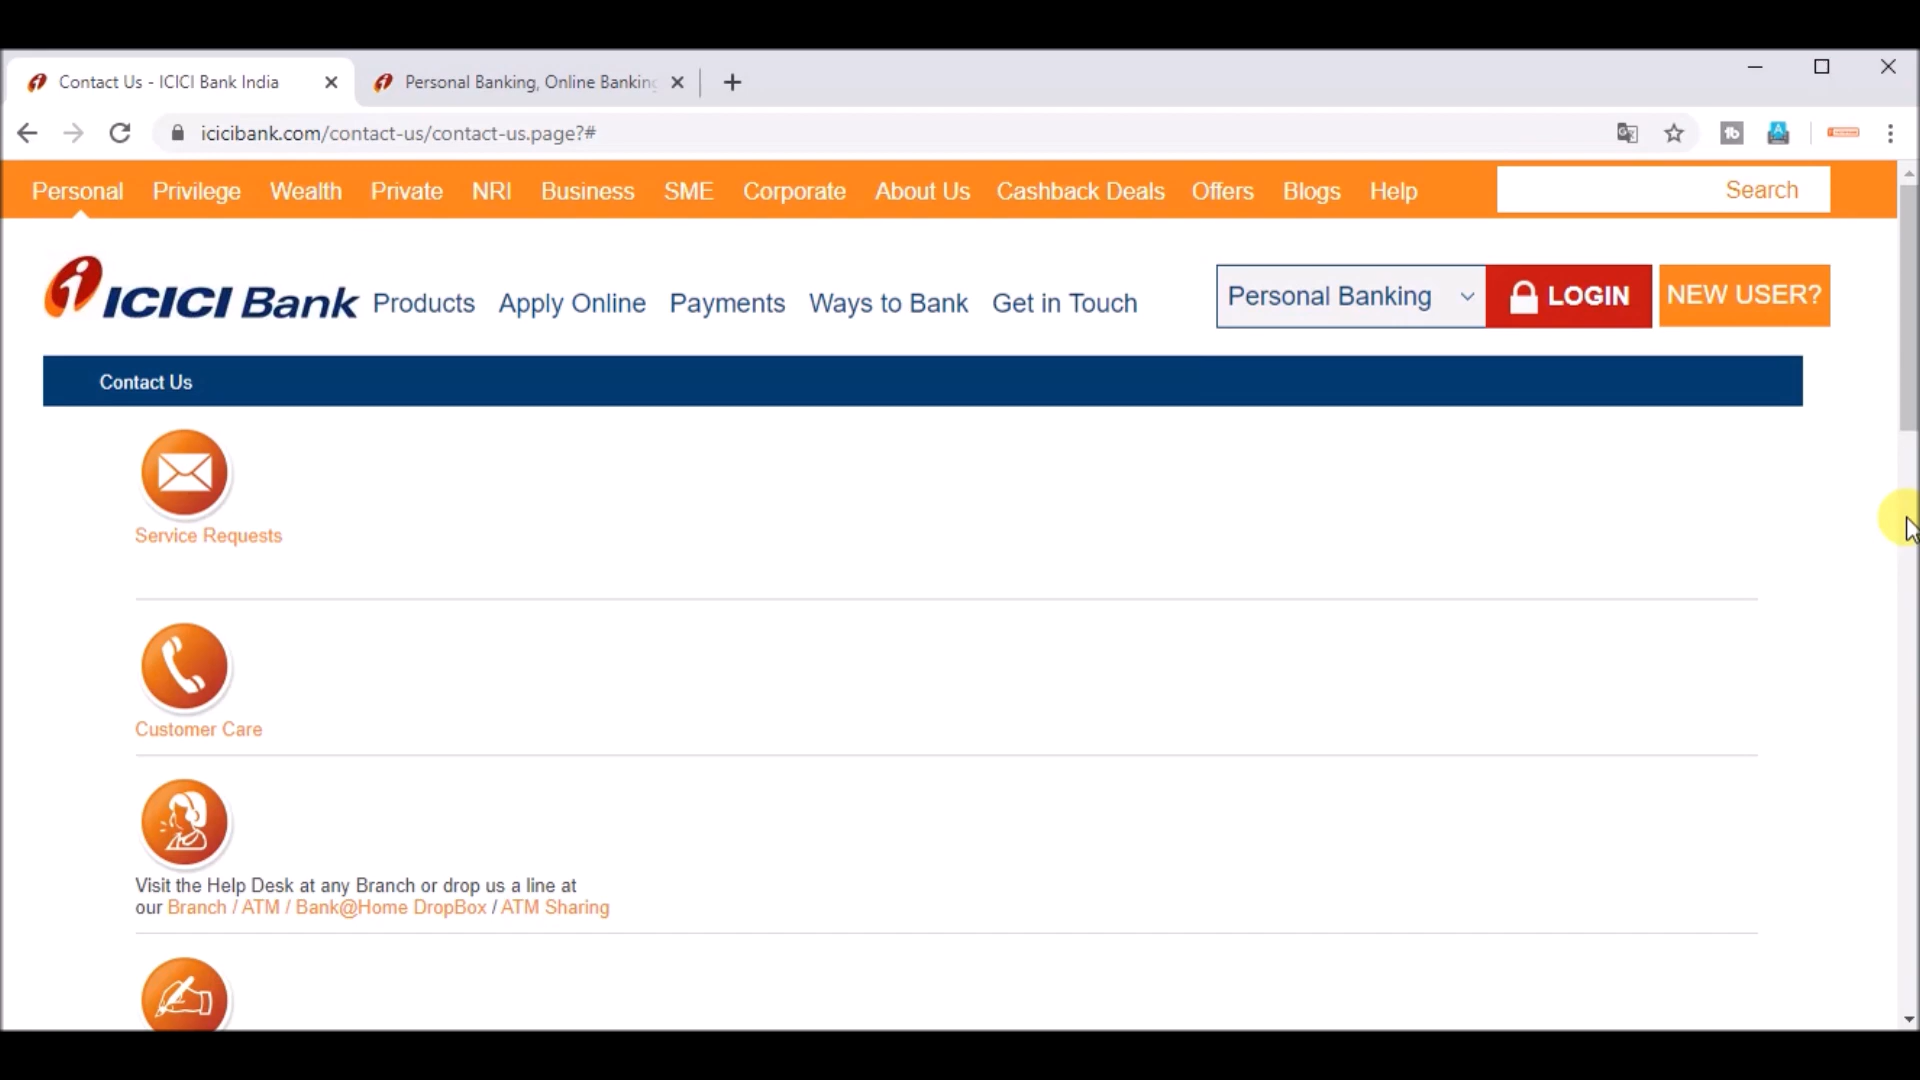 Contact Us - ICICI Bank India
Personal Banking, Online Banking
icicibank.com/contact-us/contact-us.page?#
Personal Privilege Wealth Private NRI Business SME Corporate About Us Cashback Deals Offers Blogs Help Search
ICICI Bank Products Apply Online Payments Ways to Bank Get in Touch Personal Banking LOGIN NEW USER?
Contact Us
Service Requests
Customer Care
Visit the Help Desk at any Branch or drop us a line at
our Branch / ATM / Bank@Home DropBox / ATM Sharing